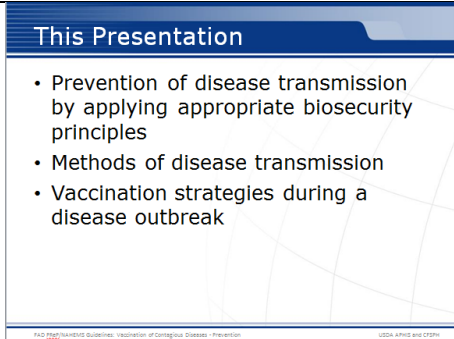 This Presentation
• Prevention of disease transmission
by applying appropriate biosecurity
principles
• Methods of disease transmission
• Vaccination strategies during a
disease outbreak
FAD PReP/NAHEMS Guidelines: Vaccination of Contagious Diseases - Prevention
USDA APHIS and CFSPH